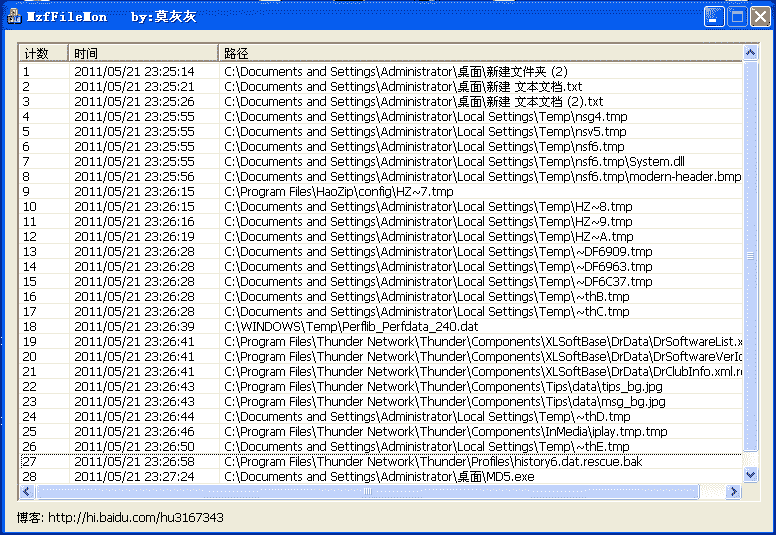 MzfFileMon by:莫灰灰
计数 时间 路径
1 2011/05/21 23:25:14 C:\Documents and Settings\Administrator\桌面\新建文件夹 (2)
2 2011/05/21 23:25:21 C:\Documents and Settings\Administrator\桌面\新建 文本文档.txt
3 2011/05/21 23:25:26 C:\Documents and Settings\Administrator\桌面\新建 文本文档 (2).txt
4 2011/05/21 23:25:55 C:\Documents and Settings\Administrator\Local Settings\Temp\nsg4.tmp
5 2011/05/21 23:25:55 C:\Documents and Settings\Administrator\Local Settings\Temp\nsv5.tmp
6 2011/05/21 23:25:55 C:\Documents and Settings\Administrator\Local Settings\Temp\nsf6.tmp
7 2011/05/21 23:25:55 C:\Documents and Settings\Administrator\Local Settings\Temp\nsf6.tmp\System.dll
8 2011/05/21 23:25:56 C:\Documents and Settings\Administrator\Local Settings\Temp\nsf6.tmp\modern-header.bmp
9 2011/05/21 23:26:15 C:\Program Files\HaoZip\config\HZ~7.tmp
10 2011/05/21 23:26:15 C:\Documents and Settings\Administrator\Local Settings\Temp\HZ~8.tmp
11 2011/05/21 23:26:16 C:\Documents and Settings\Administrator\Local Settings\Temp\HZ~9.tmp
12 2011/05/21 23:26:19 C:\Documents and Settings\Administrator\Local Settings\Temp\HZ~A.tmp
13 2011/05/21 23:26:28 C:\Documents and Settings\Administrator\Local Settings\Temp\~DF6909.tmp
14 2011/05/21 23:26:28 C:\Documents and Settings\Administrator\Local Settings\Temp\~DF6963.tmp
15 2011/05/21 23:26:28 C:\Documents and Settings\Administrator\Local Settings\Temp\~DF6C37.tmp
16 2011/05/21 23:26:28 C:\Documents and Settings\Administrator\Local Settings\Temp\~thB.tmp
17 2011/05/21 23:26:28 C:\Documents and Settings\Administrator\Local Settings\Temp\~thC.tmp
18 2011/05/21 23:26:39 C:\WINDOWS\Temp\Perflib_Perfdata_240.dat
19 2011/05/21 23:26:41 C:\Program Files\Thunder Network\Thunder\Components\XLSoftBase\DrData\DrSoftwareList.x
20 2011/05/21 23:26:41 C:\Program Files\Thunder Network\Thunder\Components\XLSoftBase\DrData\DrSoftwareVerIc
21 2011/05/21 23:26:41 C:\Program Files\Thunder Network\Thunder\Components\XLSoftBase\DrData\DrClubInfo.xml.r
22 2011/05/21 23:26:43 C:\Program Files\Thunder Network\Thunder\Components\Tips\data\tips_bg.jpg
23 2011/05/21 23:26:43 C:\Program Files\Thunder Network\Thunder\Components\Tips\data\msg_bg.jpg
24 2011/05/21 23:26:44 C:\Documents and Settings\Administrator\Local Settings\Temp\~thD.tmp
25 2011/05/21 23:26:46 C:\Program Files\Thunder Network\Thunder\Components\InMedia\iplay.tmp.tmp
26 2011/05/21 23:26:50 C:\Documents and Settings\Administrator\Local Settings\Temp\~thE.tmp
27 2011/05/21 23:26:58 C:\Program Files\Thunder Network\Thunder\Profiles\history6.dat.rescue.bak
28 2011/05/21 23:27:24 C:\Documents and Settings\Administrator\桌面\MD5.exe
博客: http://hi.baidu.com/hu3167343